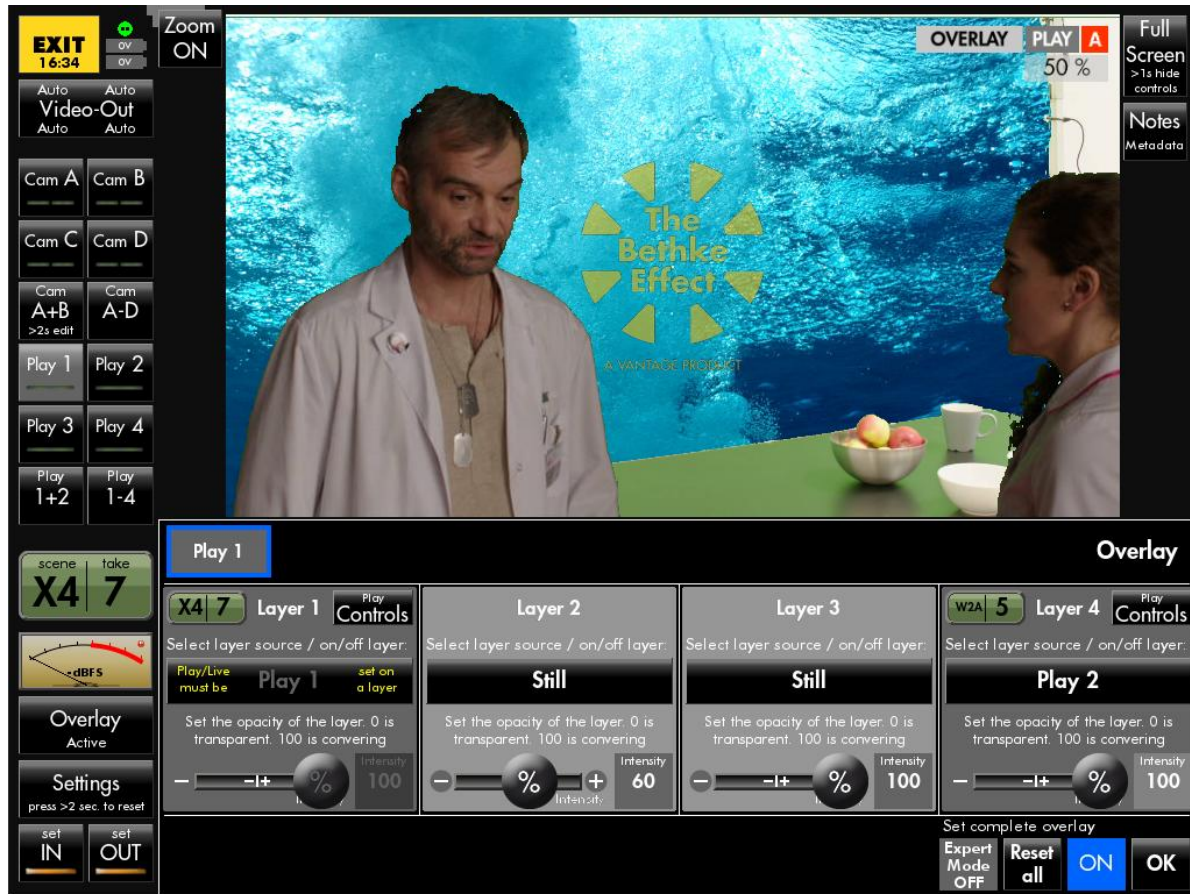 EXIT
16:34
0V
0V
Zoom
ON
OVERLAY PLAY A
50 %
Full
Screen
>1s hide
controls
Notes
Metadata
Auto Auto
Video-Out
Auto Auto
Cam A Cam B
Cam C Cam D
Cam
A+B
>2s edit
Cam
A-D
Play 1 Play 2
Play 3 Play 4
Play
1+2
Play
1-4
The
Bethke
Effect
A VANTAGE PRODUCT
scene take
X4 7
-dBFS
Overlay
Active
Settings
press >2 sec. to reset
set
IN
set
OUT
Play 1
Overlay
X4 7 Layer 1 Play
Controls
Select layer source / on/off layer:
Play/Live
must be
Play 1
set on
a layer
Set the opacity of the layer. 0 is
transparent. 100 is convering
− -I+ %
Intensity
100
Layer 2
Select layer source / on/off layer:
Still
Set the opacity of the layer. 0 is
transparent. 100 is convering
− % +
Intensity
Intensity
60
Layer 3
Select layer source / on/off layer:
Still
Set the opacity of the layer. 0 is
transparent. 100 is convering
− -I+ %
Intensity
100
W2A 5 Layer 4 Play
Controls
Select layer source / on/off layer:
Play 2
Set the opacity of the layer. 0 is
transparent. 100 is convering
− -I+ %
Intensity
100
Set complete overlay
Expert
Mode
OFF
Reset
all
ON
OK